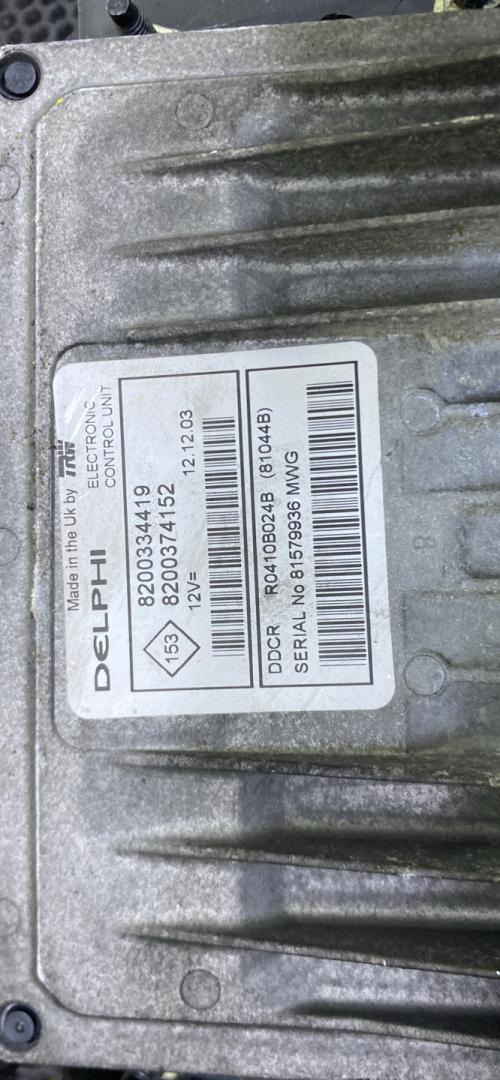 Made in the Uk by TRW
DELPHI
ELECTRONIC
CONTROL UNIT
153
8200334419
8200374152
12V= 12.12.03
DDCR R0410B024B (81044B)
SERIAL No 81579936 MWG